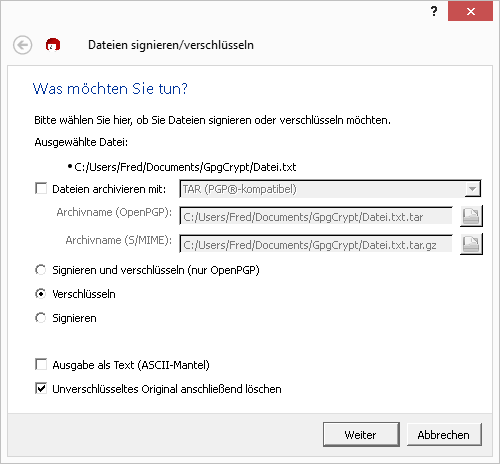 ?
Dateien signieren/verschlüsseln
Was möchten Sie tun?
Bitte wählen Sie hier, ob Sie Dateien signieren oder verschlüsseln möchten.
Ausgewählte Datei:
• C:/Users/Fred/Documents/GpgCrypt/Datei.txt
Dateien archivieren mit: TAR (PGP®-kompatibel)
Archivname (OpenPGP): C:/Users/Fred/Documents/GpgCrypt/Datei.txt.tar
Archivname (S/MIME): C:/Users/Fred/Documents/GpgCrypt/Datei.txt.tar.gz
Signieren und verschlüsseln (nur OpenPGP)
Verschlüsseln
Signieren
Ausgabe als Text (ASCII-Mantel)
Unverschlüsseltes Original anschließend löschen
Weiter Abbrechen